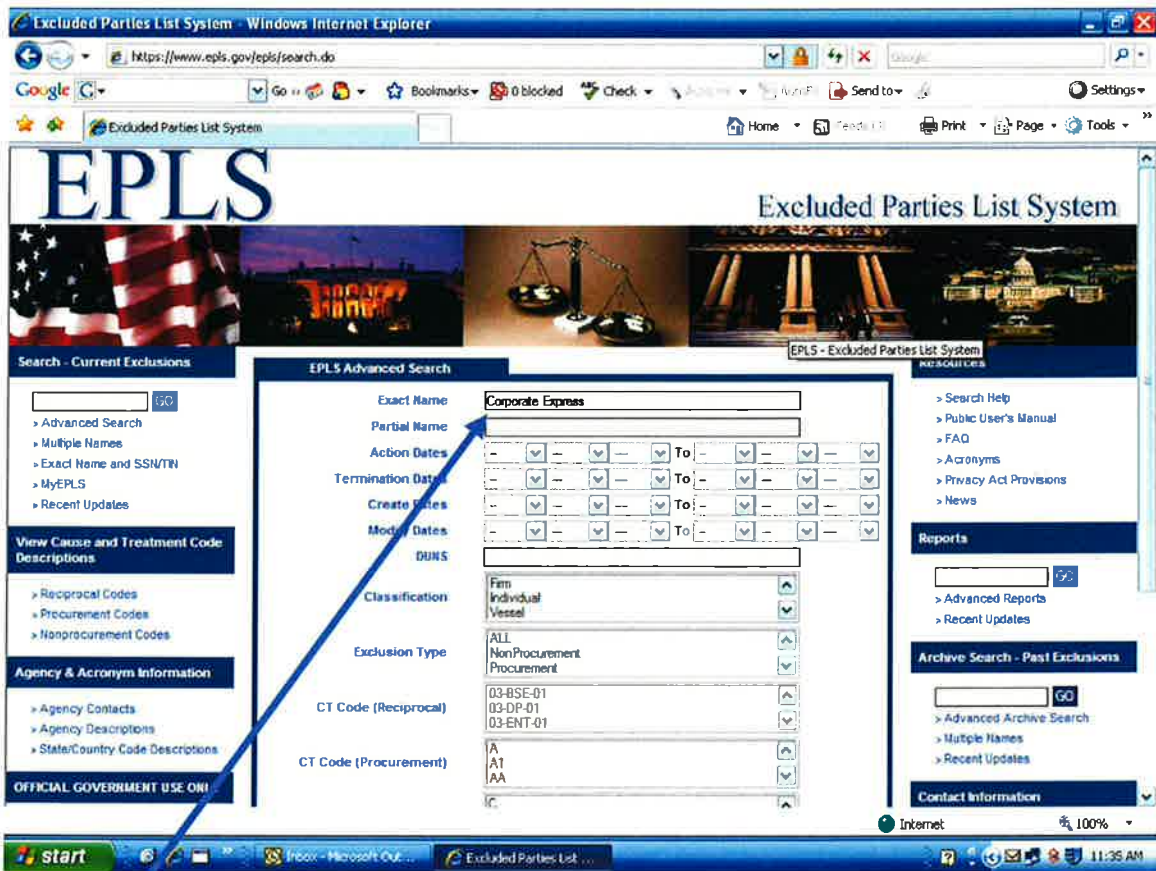 Excluded Parties List System - Windows Internet Explorer
https://www.epls.gov/epls/search.do
Google
Go
Bookmarks
0 blocked
Check
Send to
Settings
Excluded Parties List System
Home
Print
Page
Tools
EPLS
Excluded Parties List System
EPLS - Excluded Parties List System
Search - Current Exclusions
GO
» Advanced Search
» Multiple Names
» Exact Name and SSN/TIN
» MyEPLS
» Recent Updates
View Cause and Treatment Code
Descriptions
» Reciprocal Codes
» Procurement Codes
» Nonprocurement Codes
Agency & Acronym Information
» Agency Contacts
» Agency Descriptions
» State/Country Code Descriptions
OFFICIAL GOVERNMENT USE ONL
EPLS Advanced Search
Exact Name Corporate Express
Partial Name
Action Dates - - - To - - -
Termination Dates - - - To - - -
Create Dates - - - To - - -
Modify Dates - - - To - - -
DUNS
Classification
Firm
Individual
Vessel
Exclusion Type
ALL
NonProcurement
Procurement
CT Code (Reciprocal)
03-BSE-01
03-DP-01
03-ENT-01
CT Code (Procurement)
A
A1
AA
C
Resources
» Search Help
» Public User's Manual
» FAQ
» Acronyms
» Privacy Act Provisions
» News
Reports
GO
» Advanced Reports
» Recent Updates
Archive Search - Past Exclusions
GO
» Advanced Archive Search
» Multiple Names
» Recent Updates
Contact Information
Internet 100%
start
Inbox - Microsoft Out...
Excluded Parties List ...
11:35 AM